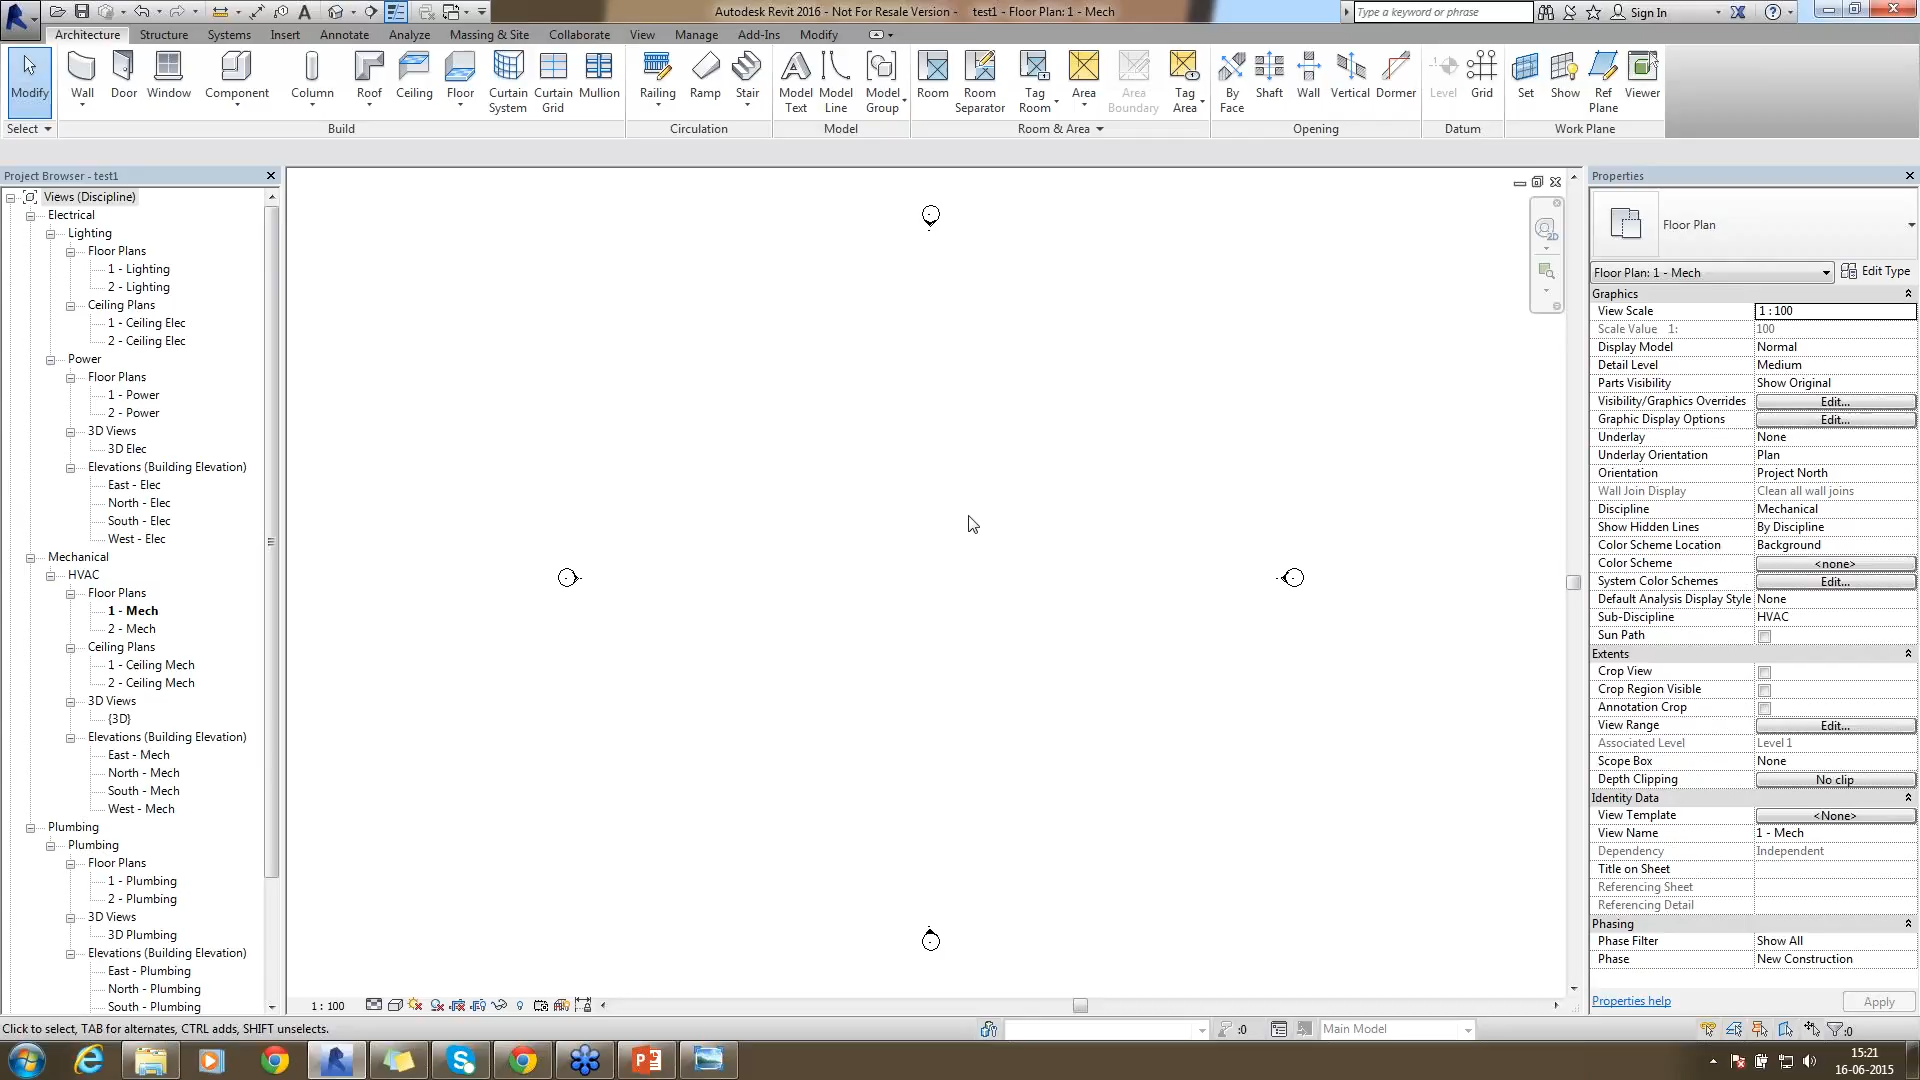 Autodesk Revit 2016 - Not For Resale Version - test1 - Floor Plan: 1 - Mech
Type a keyword or phrase
Sign In
Architecture Structure Systems Insert Annotate Analyze Massing & Site Collaborate View Manage Add-Ins Modify
Modify
Wall
Door
Window
Component
Column
Roof
Ceiling
Floor
Curtain System
Curtain Grid
Mullion
Railing
Ramp
Stair
Model Text
Model Line
Model Group
Room
Room Separator
Tag Room
Area
Area Boundary
Tag Area
By Face
Shaft
Wall
Vertical
Dormer
Level
Grid
Set
Show
Ref Plane
Viewer
Select Build Circulation Model Room & Area Opening Datum Work Plane
Project Browser - test1
Views (Discipline)
Electrical
Lighting
Floor Plans
1 - Lighting
2 - Lighting
Ceiling Plans
1 - Ceiling Elec
2 - Ceiling Elec
Power
Floor Plans
1 - Power
2 - Power
3D Views
3D Elec
Elevations (Building Elevation)
East - Elec
North - Elec
South - Elec
West - Elec
Mechanical
HVAC
Floor Plans
1 - Mech
2 - Mech
Ceiling Plans
1 - Ceiling Mech
2 - Ceiling Mech
3D Views
{3D}
Elevations (Building Elevation)
East - Mech
North - Mech
South - Mech
West - Mech
Plumbing
Plumbing
Floor Plans
1 - Plumbing
2 - Plumbing
3D Views
3D Plumbing
Elevations (Building Elevation)
East - Plumbing
North - Plumbing
South - Plumbing
2D
Properties
Floor Plan
Floor Plan: 1 - Mech Edit Type
Graphics
View Scale 1 : 100
Scale Value 1: 100
Display Model Normal
Detail Level Medium
Parts Visibility Show Original
Visibility/Graphics Overrides Edit...
Graphic Display Options Edit...
Underlay None
Underlay Orientation Plan
Orientation Project North
Wall Join Display Clean all wall joins
Discipline Mechanical
Show Hidden Lines By Discipline
Color Scheme Location Background
Color Scheme <none>
System Color Schemes Edit...
Default Analysis Display Style None
Sub-Discipline HVAC
Sun Path
Extents
Crop View
Crop Region Visible
Annotation Crop
View Range Edit...
Associated Level Level 1
Scope Box None
Depth Clipping No clip
Identity Data
View Template <None>
View Name 1 - Mech
Dependency Independent
Title on Sheet
Referencing Sheet
Referencing Detail
Phasing
Phase Filter Show All
Phase New Construction
Properties help Apply
1 : 100
Click to select, TAB for alternates, CTRL adds, SHIFT unselects.
:0
Main Model
:0
15:21
16-06-2015